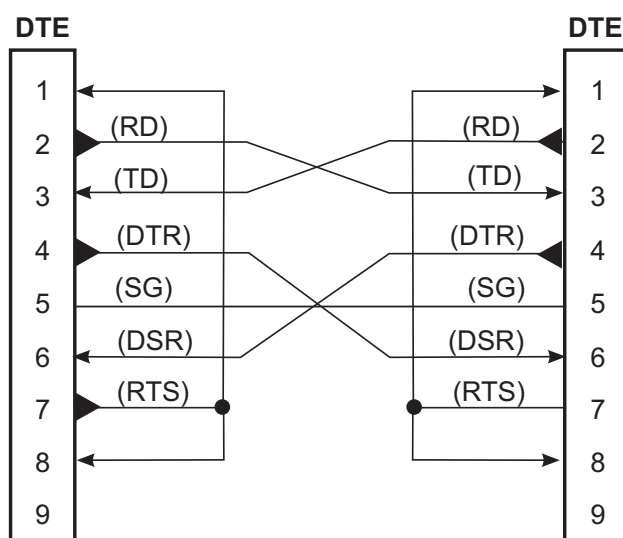 DTE DTE
1 1
2 (RD) (RD) 2
3 (TD) (TD) 3
4 (DTR) (DTR) 4
5 (SG) (SG) 5
6 (DSR) (DSR) 6
7 (RTS) (RTS) 7
8 8
9 9